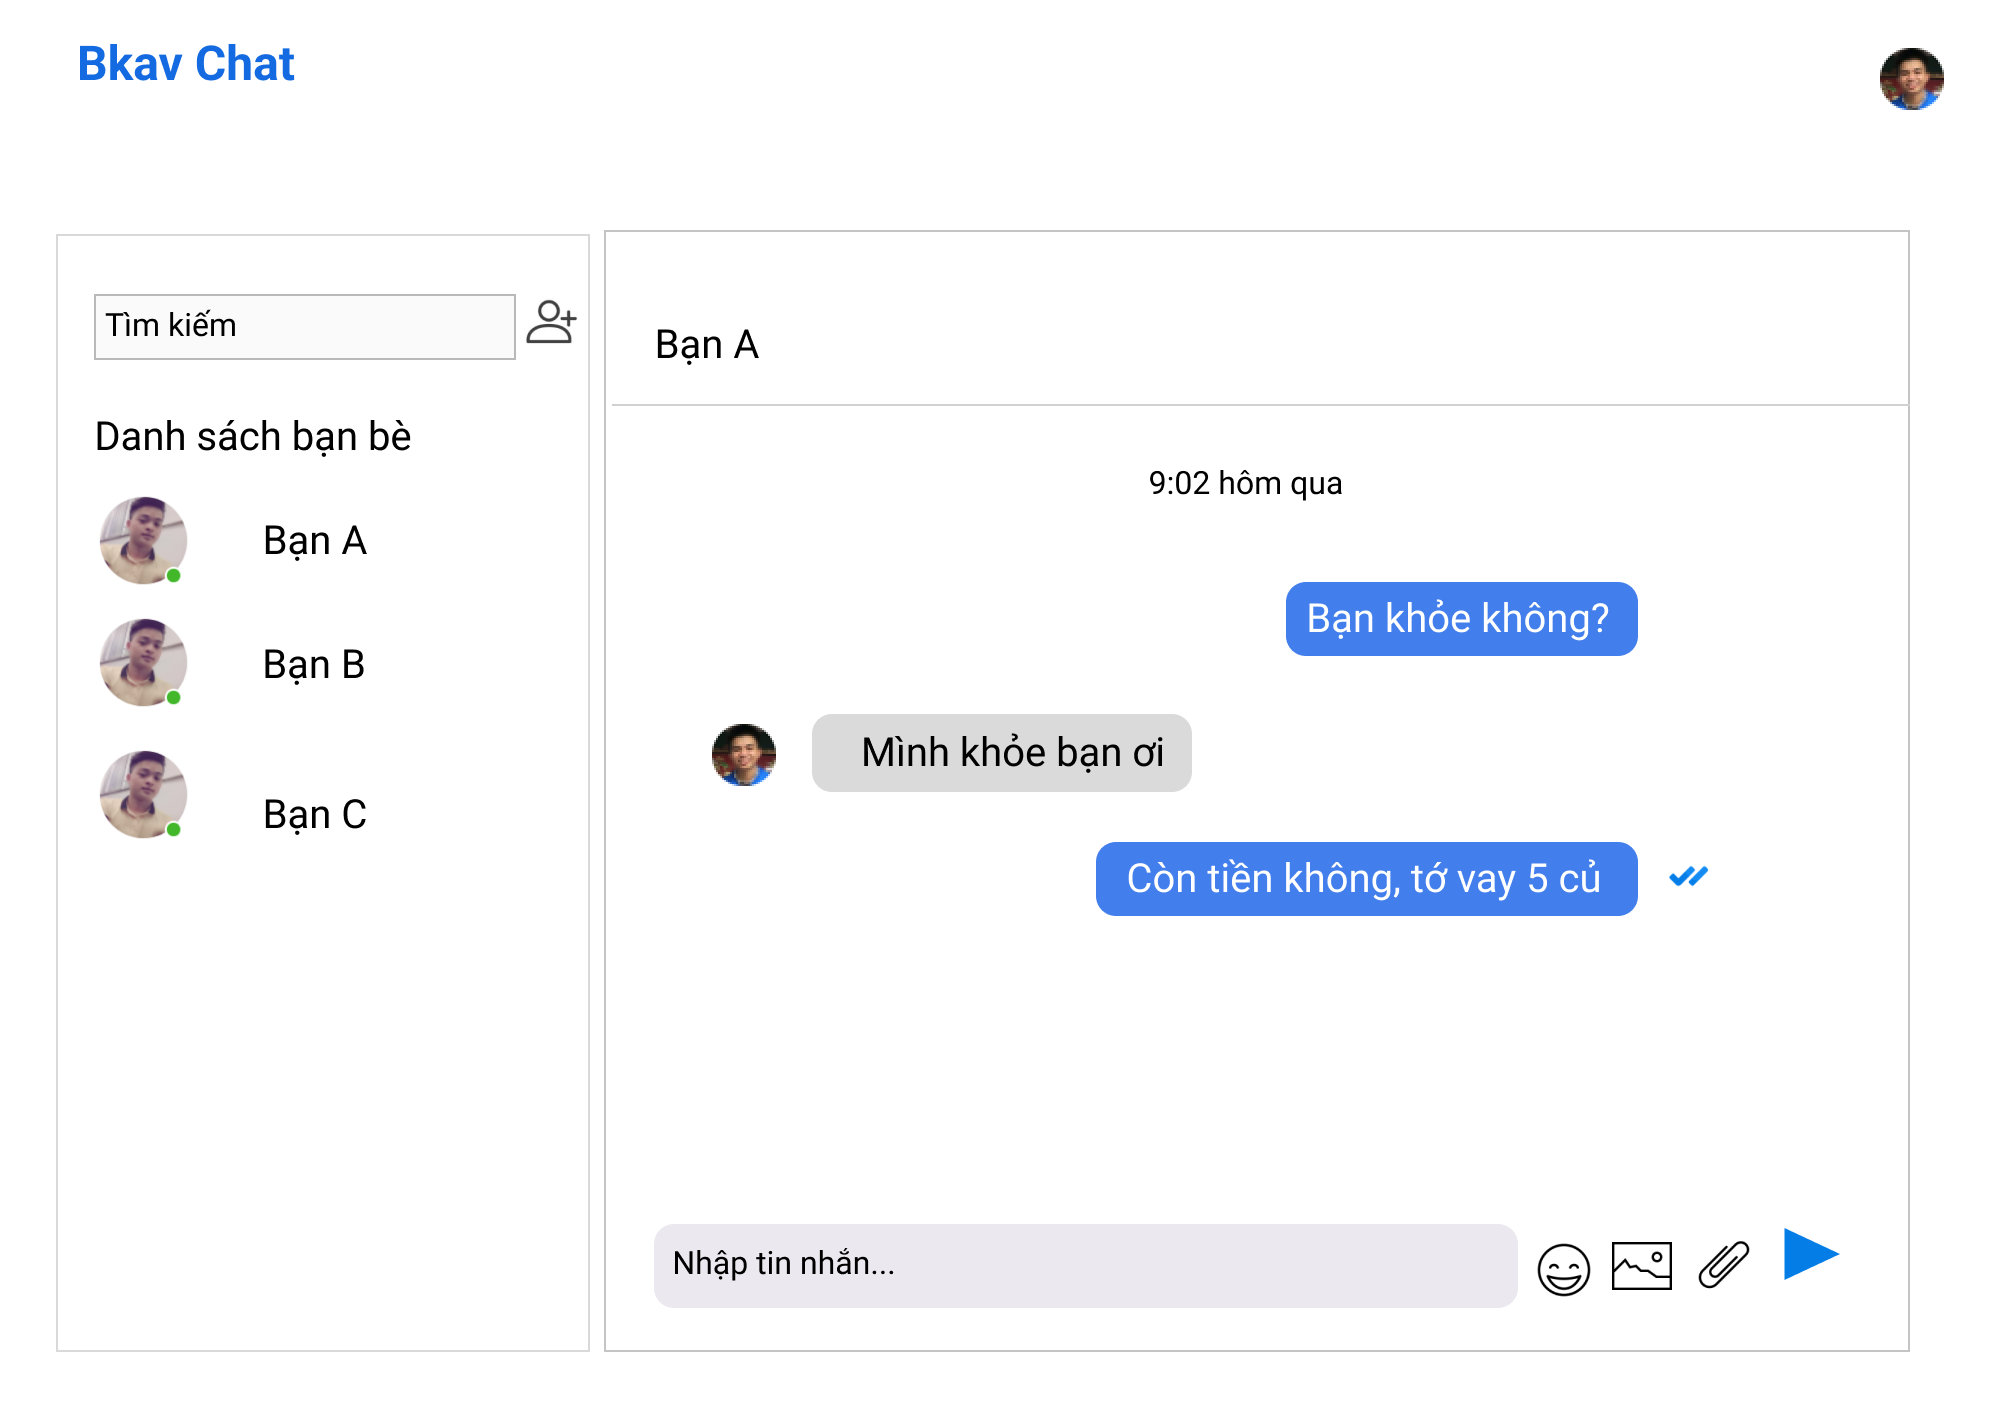 Bkav Chat
Tìm kiếm
Danh sách bạn bè
Bạn A
Bạn B
Bạn C
Bạn A
9:02 hôm qua
Bạn khỏe không?
Mình khỏe bạn ơi
Còn tiền không, tớ vay 5 củ
Nhập tin nhắn...